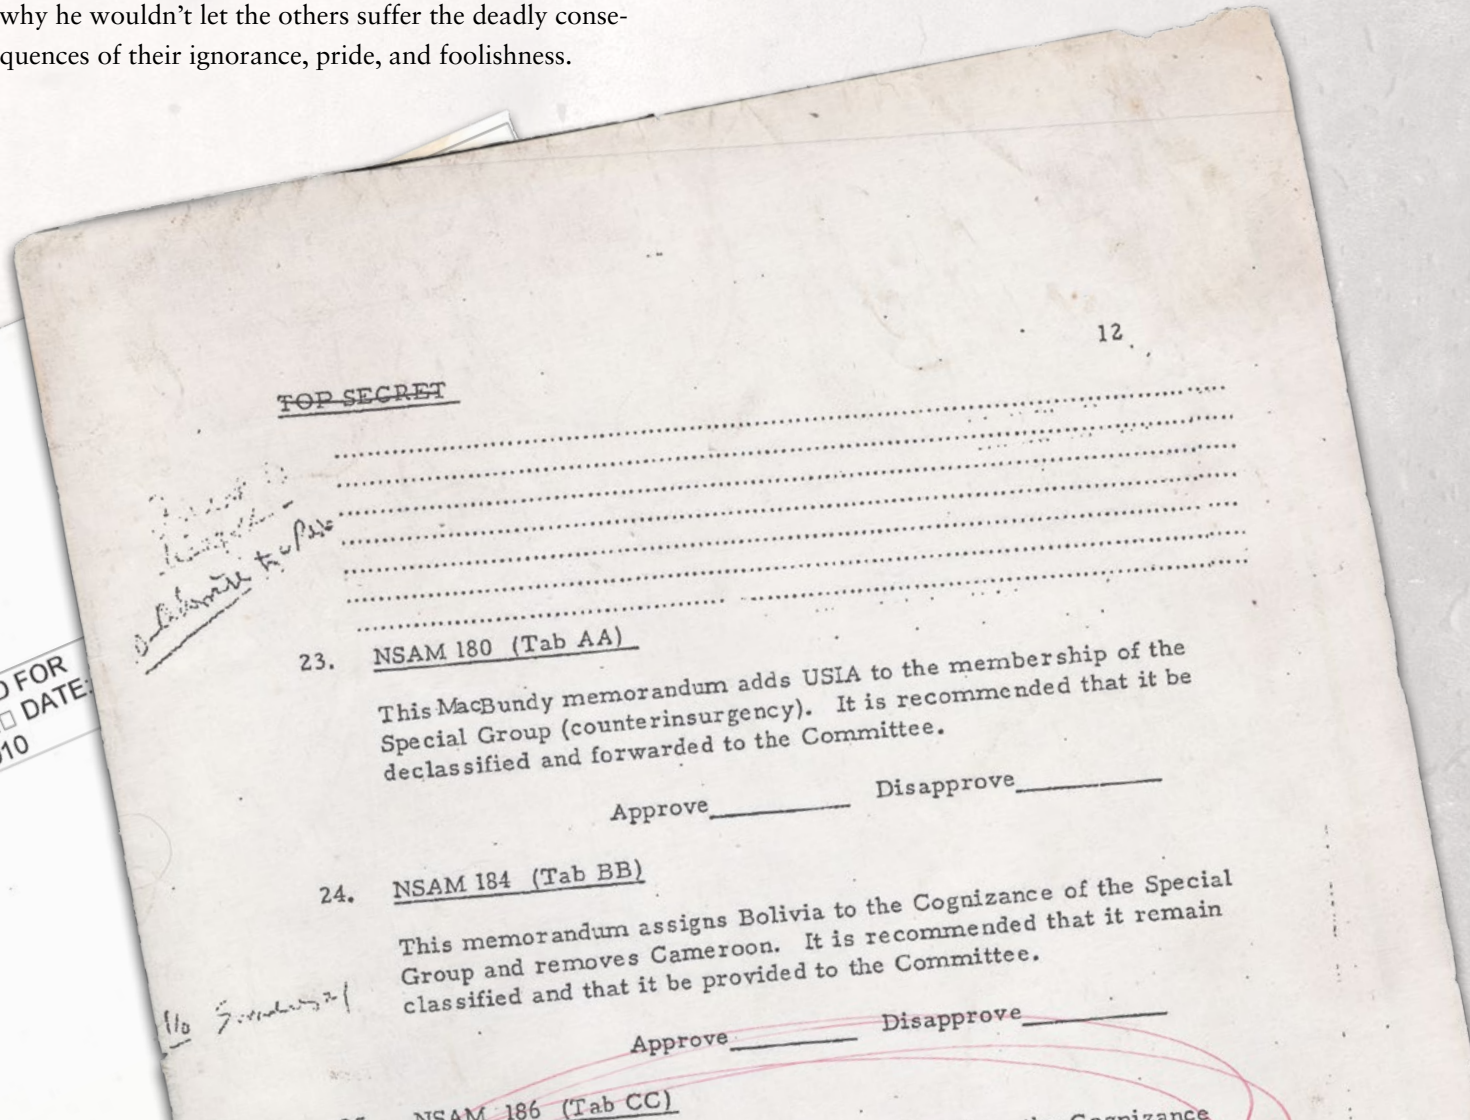 why he wouldn't let the others suffer the deadly conse-
quences of their ignorance, pride, and foolishness.
12
TOP SECRET
FOR
DATE:
23. NSAM 180 (Tab AA)
This MacBundy memorandum adds USIA to the membership of the
Special Group (counterinsurgency). It is recommended that it be
declassified and forwarded to the Committee.
Approve Disapprove
24. NSAM 184 (Tab BB)
This memorandum assigns Bolivia to the Cognizance of the Special
Group and removes Cameroon. It is recommended that it remain
classified and that it be provided to the Committee.
Approve Disapprove
NSAM 186 (Tab CC)
Cognizance